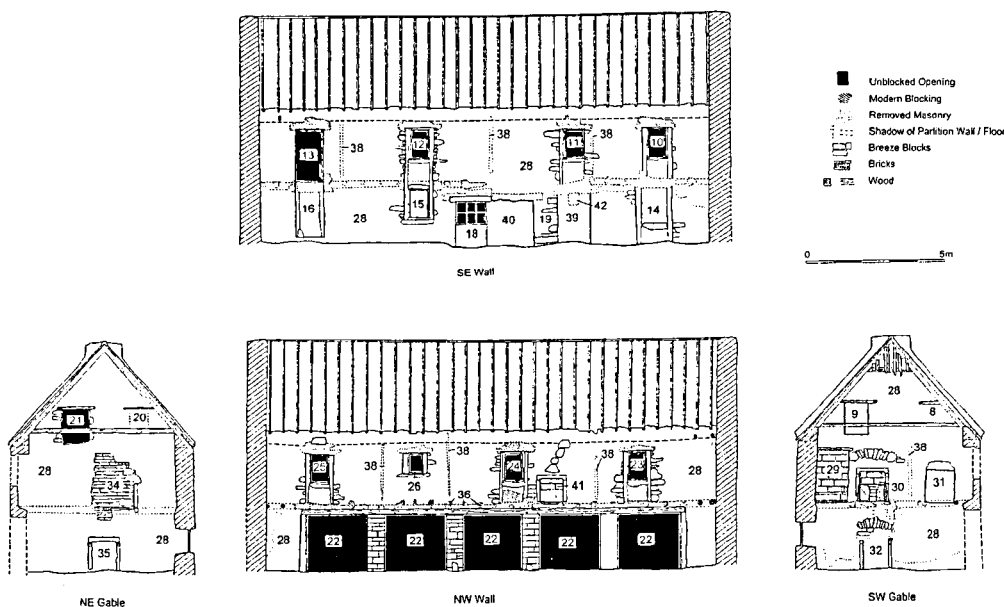 Unblocked Opening
Modern Blocking
Removed Masonry
Shadow of Partition Wall / Floor
Breeze Blocks
Bricks
Wood
0 5m
13 38 12 38 11 38 10
28
16 28 15 18 40 19 39 42 14
SE Wall
21 20
28 34
35 28
NE Gable
25 38 26 38 24 41 38 23 28
36
28 22 22 22 22 22
NW Wall
28
9 8
29 30 38 31
32 28
SW Gable